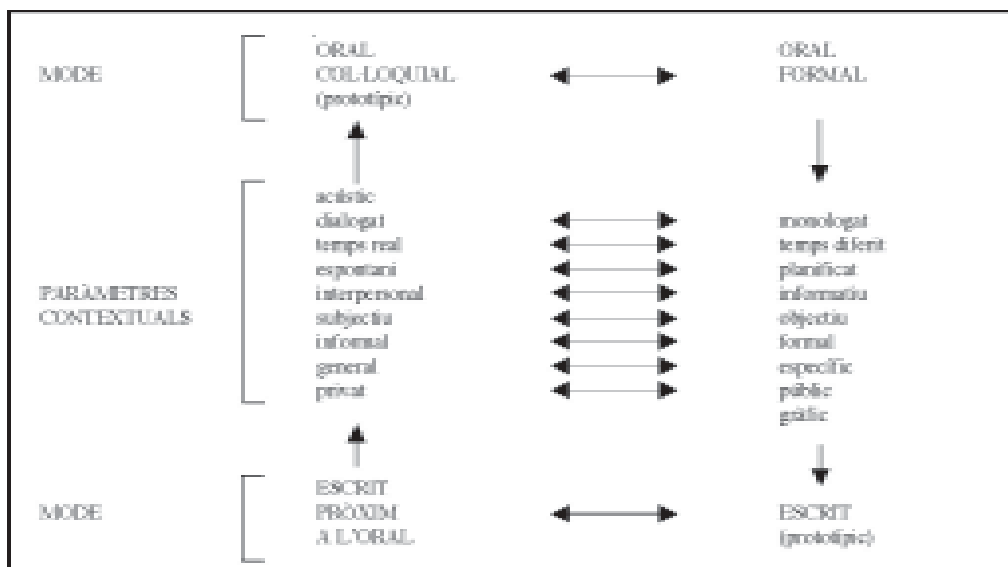 MODE
ORAL
COL·LOQUIAL
(prototípic)
ORAL
FORMAL
PARÀMETRES
CONTEXTUALS
acústic
dialogat
temps real
espontani
interpersonal
subjectiu
informal
general
privat
monologat
temps diferit
planificat
informatiu
objectiu
formal
específic
públic
gràfic
MODE
ESCRIT
PRÒXIM
A L'ORAL
ESCRIT
(prototípic)